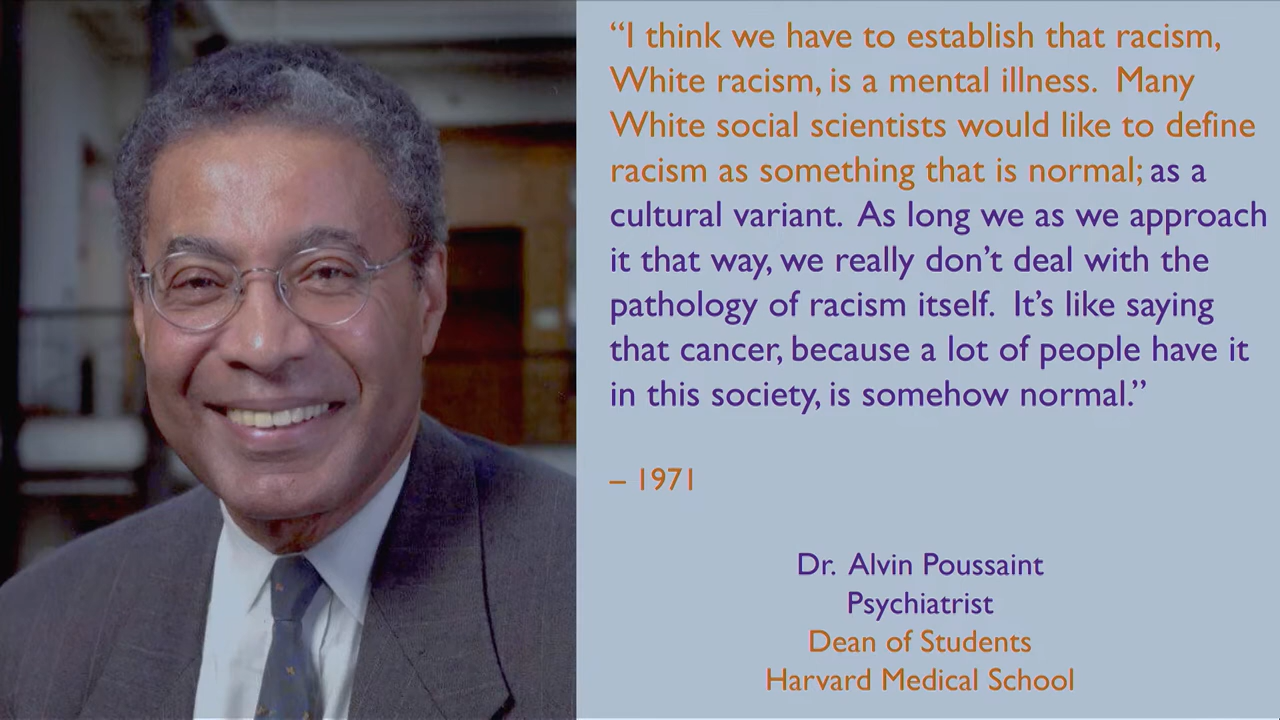 “I think we have to establish that racism,
White racism, is a mental illness.  Many
White social scientists would like to define
racism as something that is normal; as a
cultural variant.  As long we as we approach
it that way, we really don’t deal with the
pathology of racism itself.  It’s like saying
that cancer, because a lot of people have it
in this society, is somehow normal.”
– 1971
Dr.  Alvin Poussaint
Psychiatrist
Dean of Students
Harvard Medical School